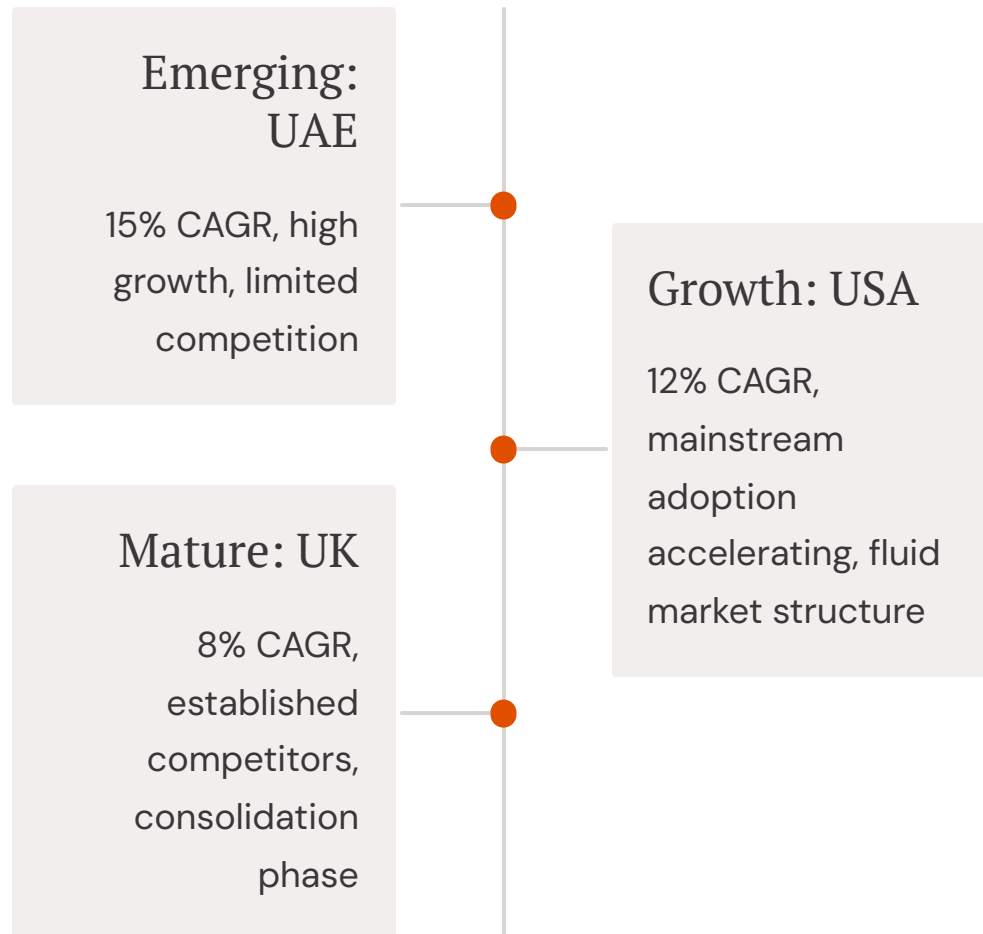 Emerging:
UAE
15% CAGR, high
growth, limited
competition
Growth: USA
12% CAGR,
mainstream
adoption
accelerating, fluid
market structure
Mature: UK
8% CAGR,
established
competitors,
consolidation
phase